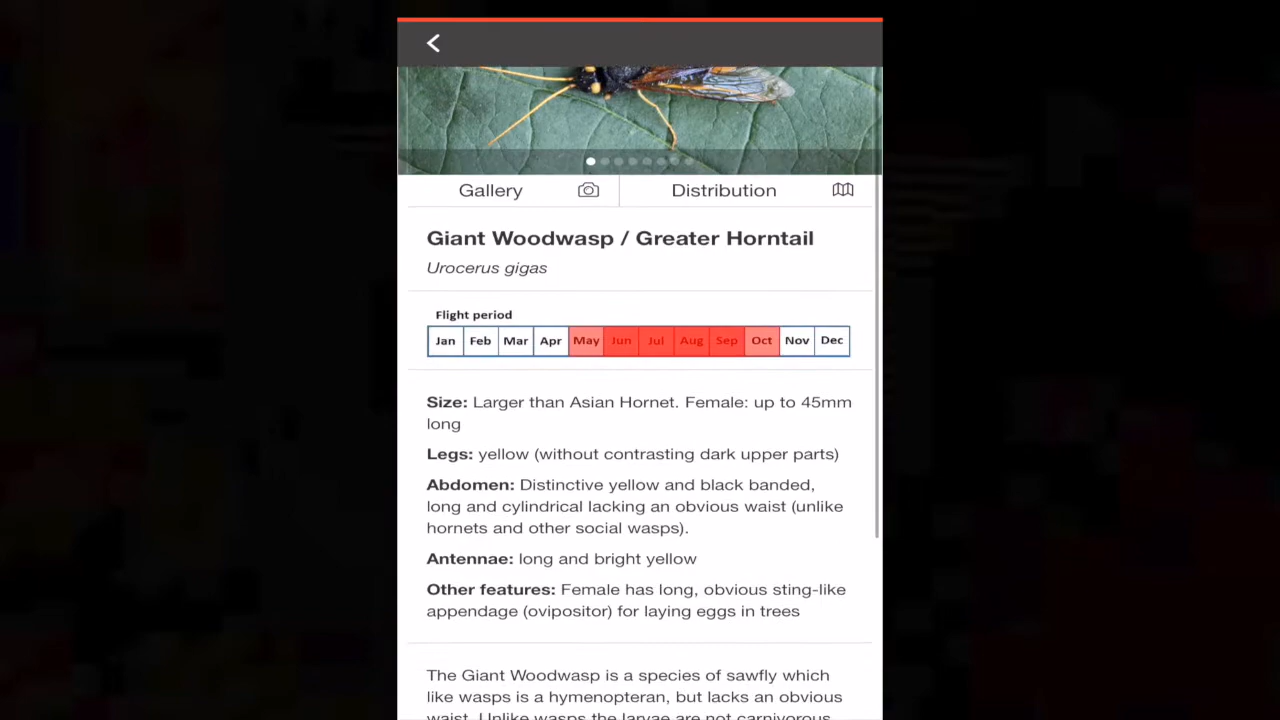 Gallery
Distribution
Giant Woodwasp / Greater Horntail
Urocerus gigas
Flight period
Jan Feb Mar Apr May Jun Jul Aug Sep Oct Nov Dec
Size: Larger than Asian Hornet. Female: up to 45mm
long
Legs: yellow (without contrasting dark upper parts)
Abdomen: Distinctive yellow and black banded,
long and cylindrical lacking an obvious waist (unlike
hornets and other social wasps).
Antennae: long and bright yellow
Other features: Female has long, obvious sting-like
appendage (ovipositor) for laying eggs in trees
The Giant Woodwasp is a species of sawfly which
like wasps is a hymenopteran, but lacks an obvious
waist. Unlike wasps the larvae are not carnivorous